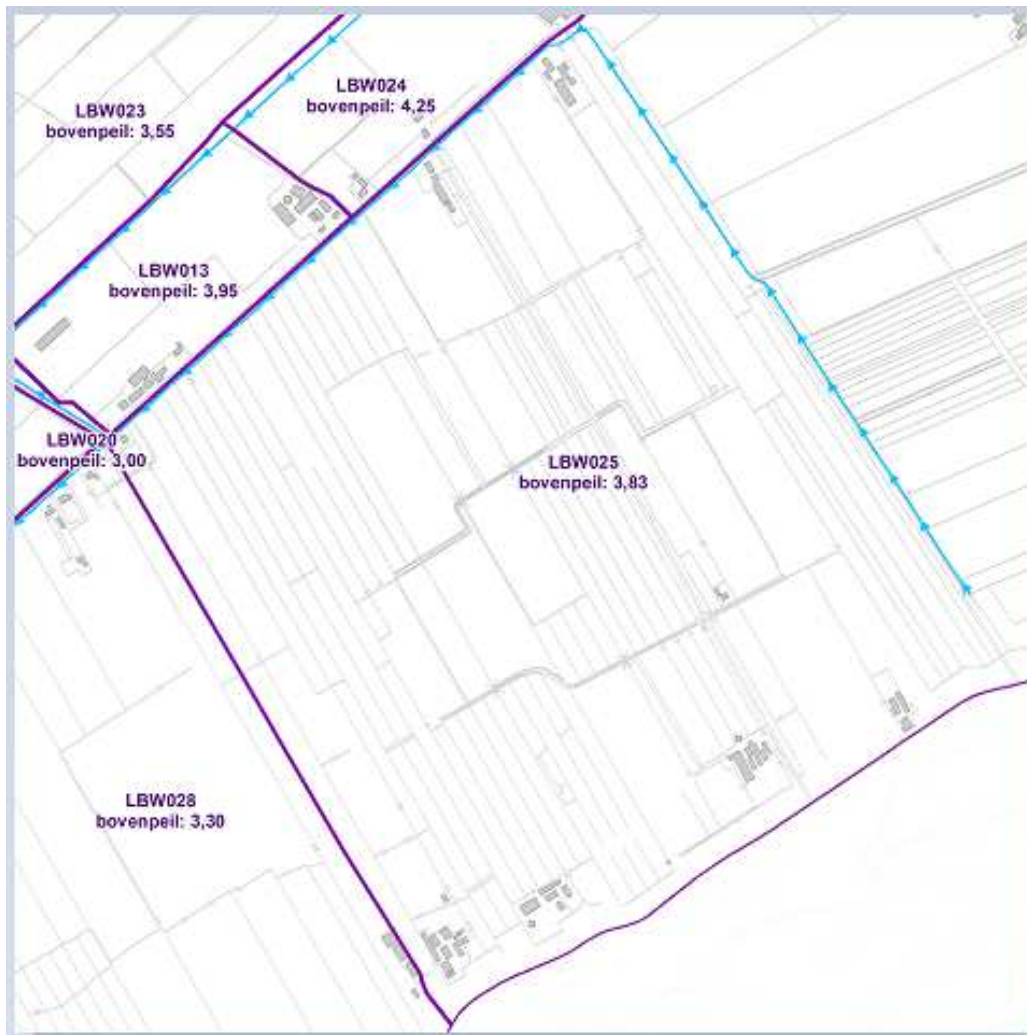 LBW024
bovenpeil: 4,25
LBW023
bovenpeil: 3,55
LBW013
bovenpeil: 3,95
LBW020
bovenpeil: 3,00
LBW025
bovenpeil: 3,83
LBW028
bovenpeil: 3,30